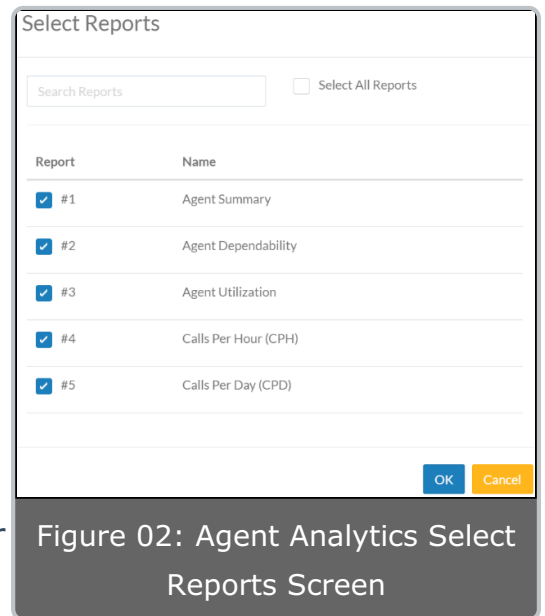 Select Reports
Search Reports
Select All Reports
Report Name
#1 Agent Summary
#2 Agent Dependability
#3 Agent Utilization
#4 Calls Per Hour (CPH)
#5 Calls Per Day (CPD)
OK Cancel
r
Figure 02: Agent Analytics Select
Reports Screen